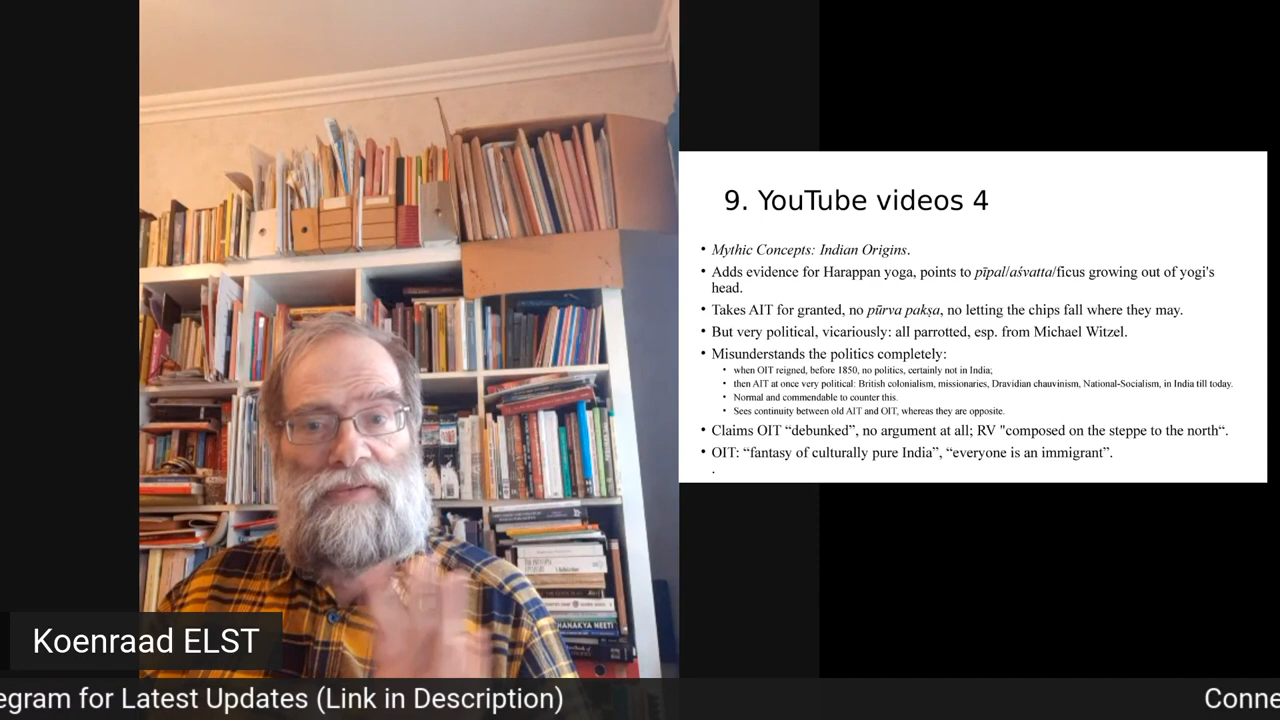 9. YouTube videos 4
• Mythic Concepts: Indian Origins.
• Adds evidence for Harappan yoga, points to pīpal/aśvatta/ficus growing out of yogi's
head.
• Takes AIT for granted, no pūrva pakṣa, no letting the chips fall where they may.
• But very political, vicariously: all parrotted, esp. from Michael Witzel.
• Misunderstands the politics completely:
• when OIT reigned, before 1850, no politics, certainly not in India;
• then AIT at once very political: British colonialism, missionaries, Dravidian chauvinism, National-Socialism, in India till today.
• Normal and commendable to counter this.
• Sees continuity between old AIT and OIT, whereas they are opposite.
• Claims OIT “debunked”, no argument at all; RV "composed on the steppe to the north“.
• OIT: “fantasy of culturally pure India”, “everyone is an immigrant”.
.
HANAKYA NEETI
Koenraad ELST
egram for Latest Updates (Link in Description)
Conne